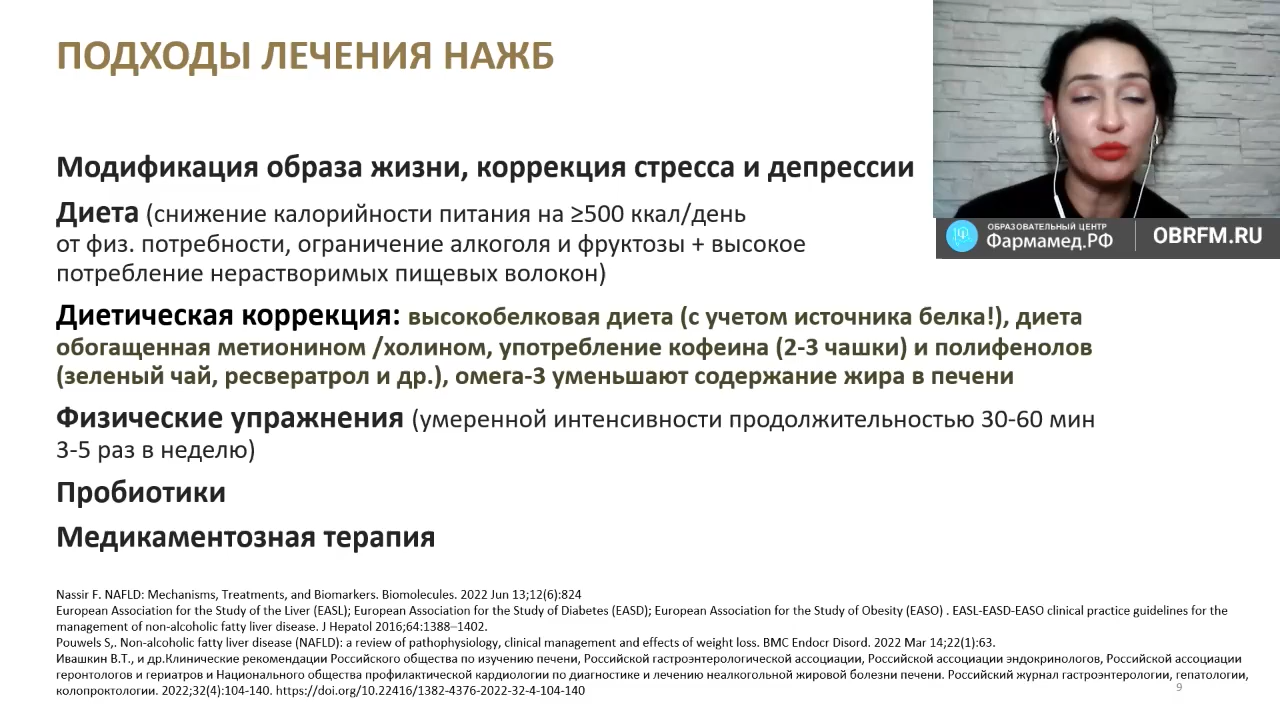 ПОДХОДЫ ЛЕЧЕНИЯ НАЖБ
Модификация образа жизни, коррекция стресса и депрессии
Диета (снижение калорийности питания на ≥500 ккал/день
от физ. потребности, ограничение алкоголя и фруктозы + высокое
потребление нерастворимых пищевых волокон)
Диетическая коррекция: высокобелковая диета (с учетом источника белка!), диета
обогащенная метионином /холином, употребление кофеина (2-3 чашки) и полифенолов
(зеленый чай, ресвератрол и др.), омега-3 уменьшают содержание жира в печени
Физические упражнения (умеренной интенсивности продолжительностью 30-60 мин
3-5 раз в неделю)
Пробиотики
Медикаментозная терапия
Nassir F. NAFLD: Mechanisms, Treatments, and Biomarkers. Biomolecules. 2022 Jun 13;12(6):824
European Association for the Study of the Liver (EASL); European Association for the Study of Diabetes (EASD); European Association for the Study of Obesity (EASO) . EASL-EASD-EASO clinical practice guidelines for the
management of non-alcoholic fatty liver disease. J Hepatol 2016;64:1388–1402.
Pouwels S,. Non-alcoholic fatty liver disease (NAFLD): a review of pathophysiology, clinical management and effects of weight loss. BMC Endocr Disord. 2022 Mar 14;22(1):63.
Ивашкин В.Т., и др.Клинические рекомендации Российского общества по изучению печени, Российской гастроэнтерологической ассоциации, Российской ассоциации эндокринологов, Российской ассоциации
геронтологов и гериатров и Национального общества профилактической кардиологии по диагностике и лечению неалкогольной жировой болезни печени. Российский журнал гастроэнтерологии, гепатологии,
колопроктологии. 2022;32(4):104-140. https://doi.org/10.22416/1382-4376-2022-32-4-104-140
9
ОБРАЗОВАТЕЛЬНЫЙ ЦЕНТР
Фармамед.РФ
OBRFM.RU